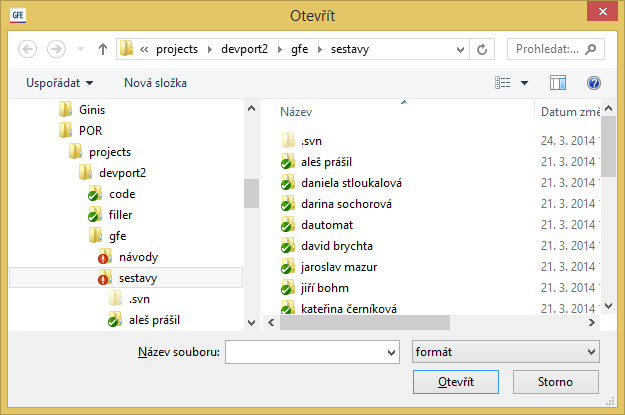 Otevřít
GFE
« projects devport2 gfe sestavy
Prohledat:...
Uspořádat Nová složka
Ginis
POR
projects
devport2
code
filler
gfe
návody
sestavy
.svn
aleš prášil
Název Datum změ
.svn 24. 3. 2014
aleš prášil 21. 3. 2014
daniela stloukalová 21. 3. 2014
darina sochorová 21. 3. 2014
dautomat 21. 3. 2014
david brychta 21. 3. 2014
jaroslav mazur 21. 3. 2014
jiří bohm 21. 3. 2014
kateřina černíková 21. 3. 2014
Název souboru: formát
Otevřít Storno